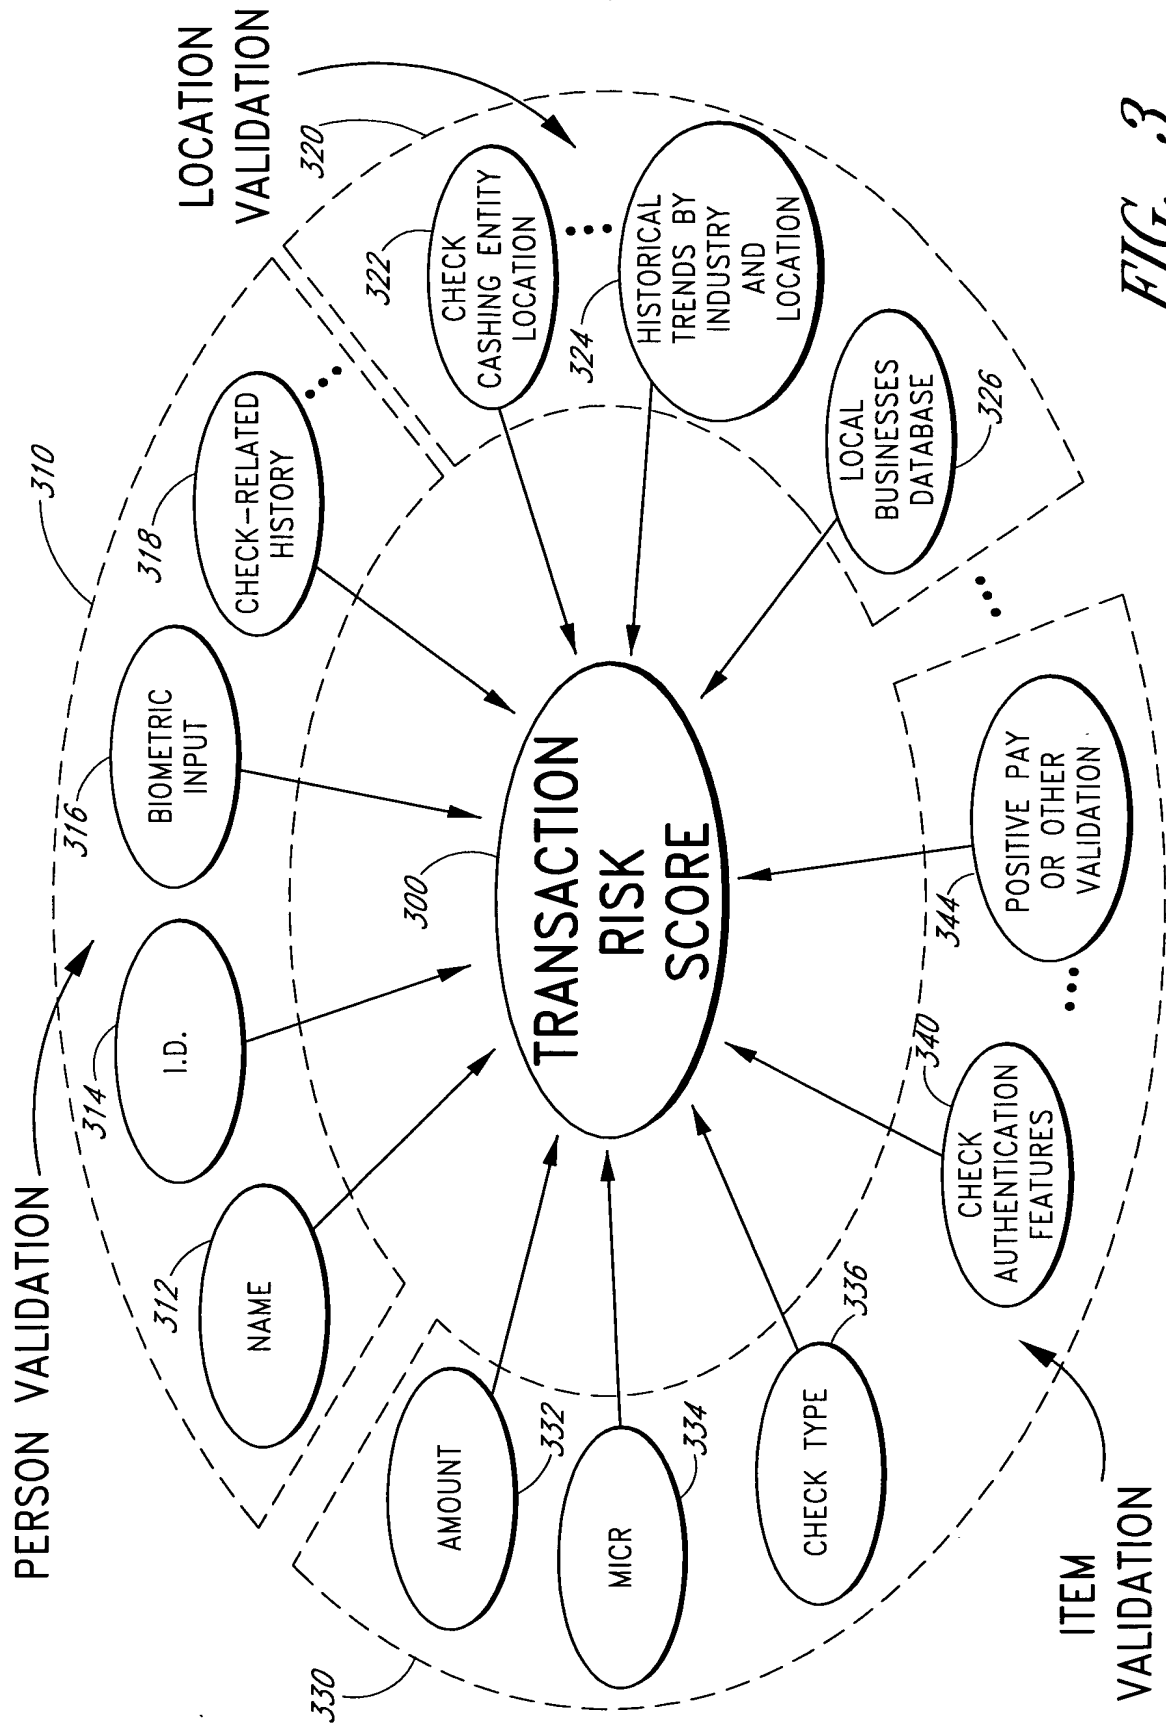 PERSON VALIDATION
310
312
NAME
314
I.D.
316
BIOMETRIC
INPUT
318
CHECK-RELATED
HISTORY
LOCATION
VALIDATION
320
322
CHECK
CASHING ENTITY
LOCATION
324
HISTORICAL
TRENDS BY
INDUSTRY
AND
LOCATION
LOCAL
BUSINESSES
DATABASE
326
300
TRANSACTION
RISK
SCORE
330
AMOUNT
332
MICR
334
CHECK TYPE
336
340
CHECK
AUTHENTICATION
FEATURES
344
POSITIVE PAY
OR OTHER
VALIDATION
ITEM
VALIDATION
FIG. 3